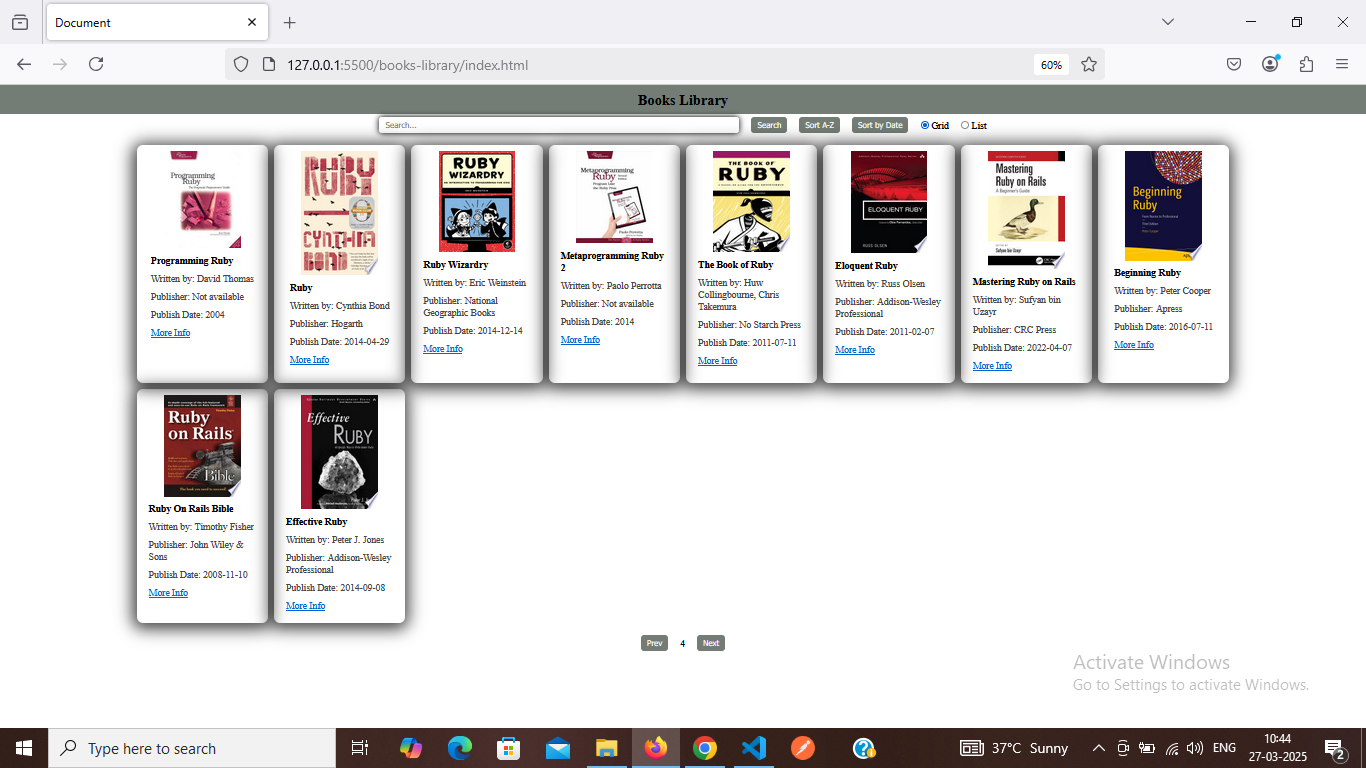 Document
127.0.0.1:5500/books-library/index.html
60%
Books Library
Search...
Search
Sort A-Z
Sort by Date
Grid
List
Programming
Ruby
Programming Ruby
Written by: David Thomas
Publisher: Not available
Publish Date: 2004
More Info
RUBY
CYNTHIA
BOND
Ruby
Written by: Cynthia Bond
Publisher: Hogarth
Publish Date: 2014-04-29
More Info
RUBY
WIZARDRY
Ruby Wizardry
Written by: Eric Weinstein
Publisher: National
Geographic Books
Publish Date: 2014-12-14
More Info
Metaprogramming
Ruby
Paolo Perrotta
Metaprogramming Ruby
2
Written by: Paolo Perrotta
Publisher: Not available
Publish Date: 2014
More Info
THE BOOK OF
RUBY
The Book of Ruby
Written by: Huw
Collingbourne, Chris
Takemura
Publisher: No Starch Press
Publish Date: 2011-07-11
More Info
ELOQUENT RUBY
RUSS OLSEN
Eloquent Ruby
Written by: Russ Olsen
Publisher: Addison-Wesley
Professional
Publish Date: 2011-02-07
More Info
Mastering
Ruby on Rails
A Beginner's Guide
Sufyan bin Uzayr
Mastering Ruby on Rails
Written by: Sufyan bin
Uzayr
Publisher: CRC Press
Publish Date: 2022-04-07
More Info
Beginning
Ruby
Beginning Ruby
Written by: Peter Cooper
Publisher: Apress
Publish Date: 2016-07-11
More Info
Ruby
on Rails
Bible
Ruby On Rails Bible
Written by: Timothy Fisher
Publisher: John Wiley &
Sons
Publish Date: 2008-11-10
More Info
Effective
RUBY
Effective Ruby
Written by: Peter J. Jones
Publisher: Addison-Wesley
Professional
Publish Date: 2014-09-08
More Info
Prev
4
Next
Activate Windows
Go to Settings to activate Windows.
Type here to search
37°C Sunny
ENG
10:44
27-03-2025
2